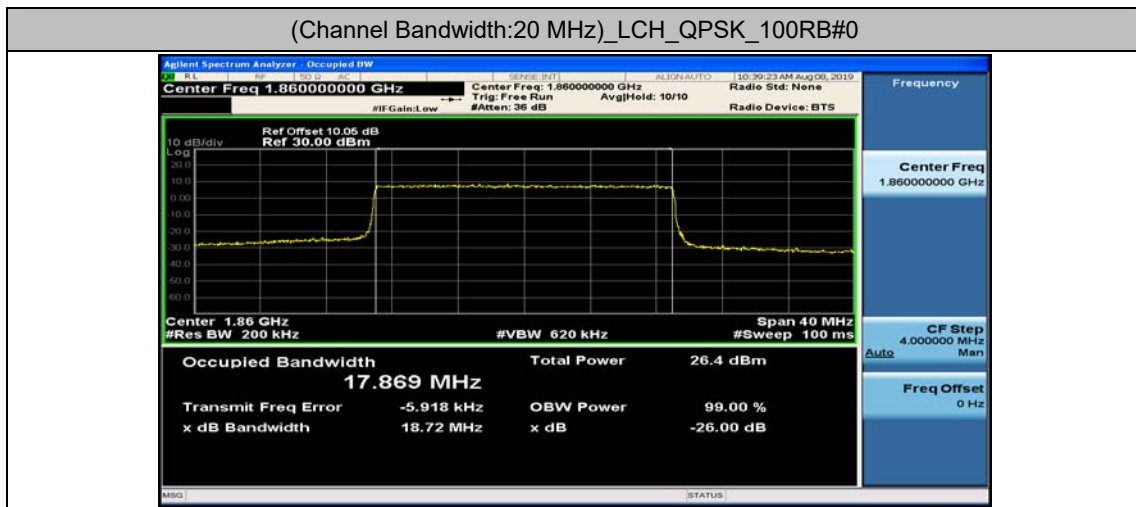 (Channel Bandwidth:20 MHz)_LCH_QPSK_100RB#0
Agilent Spectrum Analyzer - Occupied BW
RL RF 50 Ω AC SENSE:INT ALIGN AUTO 10:39:23 AM Aug 08, 2019
Center Freq 1.860000000 GHz
Center Freq: 1.860000000 GHz
Radio Std: None
Trig: Free Run Avg|Hold: 10/10
#IFGain:Low #Atten: 36 dB Radio Device: BTS
Ref Offset 10.05 dB
10 dB/div Ref 30.00 dBm
Log
20.0
10.0
0.00
-10.0
-20.0
-30.0
-40.0
-50.0
-60.0
Center 1.86 GHz Span 40 MHz
#Res BW 200 kHz #VBW 620 kHz #Sweep 100 ms
Occupied Bandwidth Total Power 26.4 dBm
17.869 MHz
Transmit Freq Error -5.918 kHz OBW Power 99.00 %
x dB Bandwidth 18.72 MHz x dB -26.00 dB
Frequency
Center Freq
1.860000000 GHz
CF Step
4.000000 MHz
Auto Man
Freq Offset
0 Hz
MSG STATUS